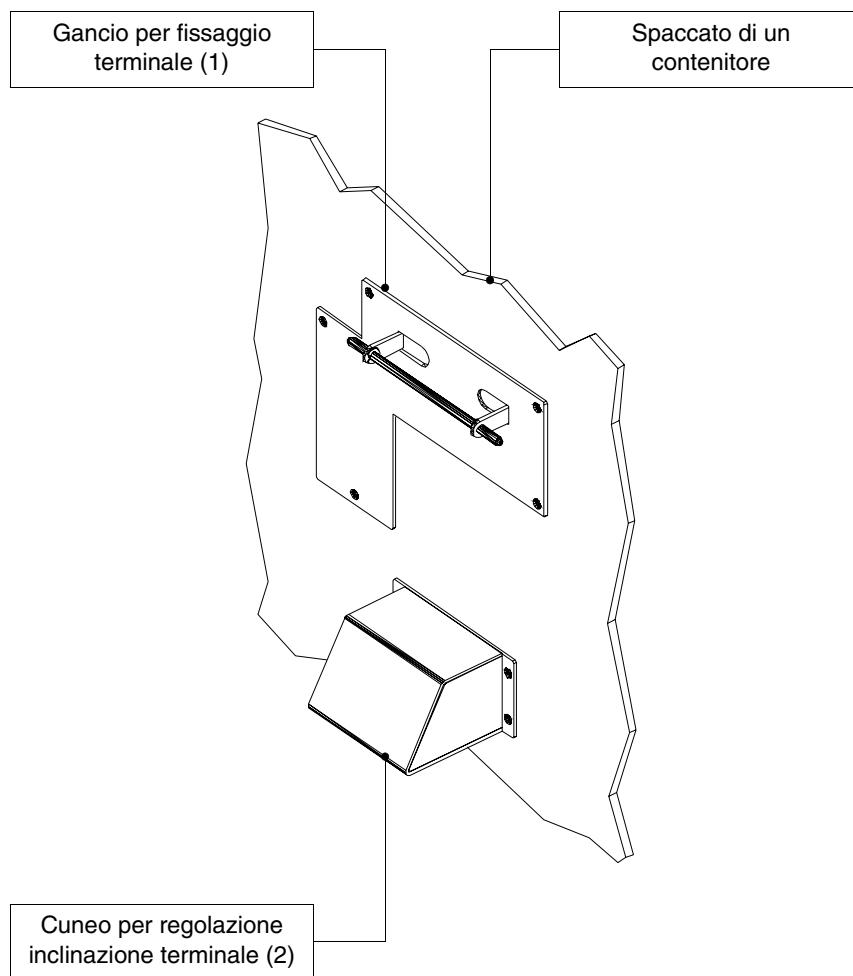 Gancio per fissaggio
terminale (1)
Spaccato di un
contenitore
Cuneo per regolazione
inclinazione terminale (2)